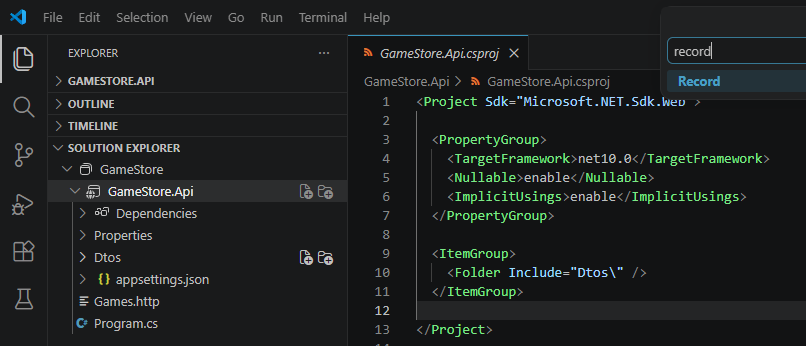 File Edit Selection View Go Run Terminal Help
EXPLORER
GAMESTORE.API
OUTLINE
TIMELINE
SOLUTION EXPLORER
GameStore
GameStore.Api
Dependencies
Properties
Dtos
{} appsettings.json
Games.http
C# Program.cs
GameStore.Api.csproj
GameStore.Api > GameStore.Api.csproj
1 <Project Sdk="Microsoft.NET.Sdk.Web">
2
3 <PropertyGroup>
4 <TargetFramework>net10.0</TargetFramework>
5 <Nullable>enable</Nullable>
6 <ImplicitUsings>enable</ImplicitUsings>
7 </PropertyGroup>
8
9 <ItemGroup>
10 <Folder Include="Dtos\" />
11 </ItemGroup>
12
13 </Project>
record
Record